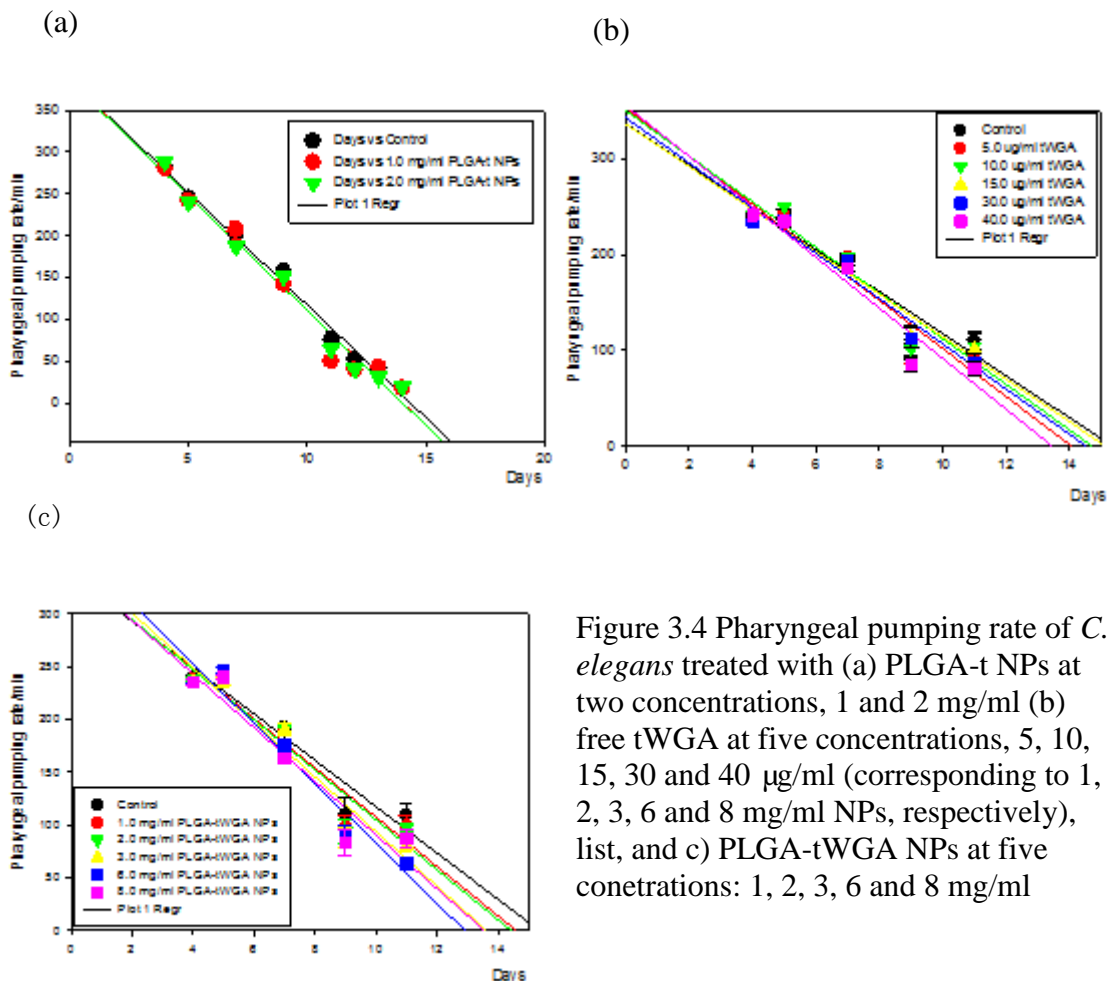 (a)
(b)
350
300
250
200
150
100
50
0
Pharyngeal pumping rate/min
Days vs Control
Days vs 1.0 mg/ml PLGA-t NPs
Days vs 2.0 mg/ml PLGA-t NPs
Plot 1 Regr
0 5 10 15 20
Days
300
200
100
0
Pharyngeal pumping rate/min
Control
5.0 ug/ml tWGA
10.0 ug/ml tWGA
15.0 ug/ml tWGA
30.0 ug/ml tWGA
40.0 ug/ml tWGA
Plot 1 Regr
0 2 4 6 8 10 12 14
Days
(c)
250
200
150
100
50
0
Pharyngeal pumping rate/min
Control
1.0 mg/ml PLGA-tWGA NPs
2.0 mg/ml PLGA-tWGA NPs
3.0 mg/ml PLGA-tWGA NPs
6.0 mg/ml PLGA-tWGA NPs
8.0 mg/ml PLGA-tWGA NPs
Plot 1 Regr
0 2 4 6 8 10 12 14
Days
Figure 3.4 Pharyngeal pumping rate of C.
elegans treated with (a) PLGA-t NPs at
two concentrations, 1 and 2 mg/ml (b)
free tWGA at five concentrations, 5, 10,
15, 30 and 40 µg/ml (corresponding to 1,
2, 3, 6 and 8 mg/ml NPs, respectively),
list, and c) PLGA-tWGA NPs at five
conetrations: 1, 2, 3, 6 and 8 mg/ml